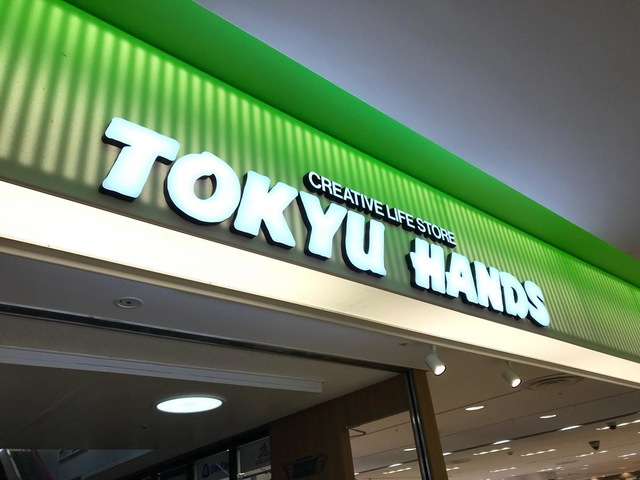 CREATIVE LIFE STORE
TOKYU HANDS